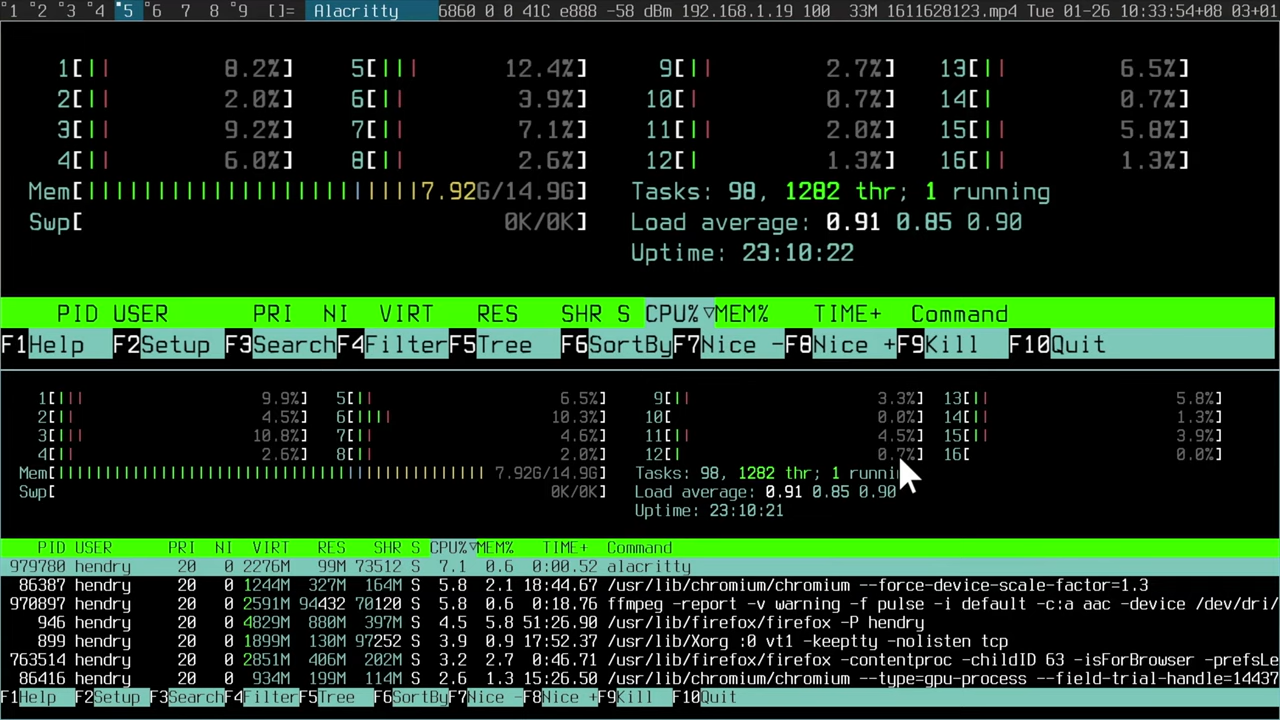 °1 °2 °3 °4 °5 °6 °7 °8 °9 []= Alacritty 6860 0 0 41C e888 -58 dBm 192.168.1.19 100 33M 1611628123.mp4 Tue 01-26 10:33:54+08 03+01
1[|| 8.2%] 5[||| 12.4%] 9[|| 2.7%] 13[|| 6.5%]
2[|| 2.0%] 6[|| 3.9%] 10[| 0.7%] 14[| 0.7%]
3[|| 9.2%] 7[|| 7.1%] 11[|| 2.0%] 15[|| 5.8%]
4[|| 6.0%] 8[|| 2.6%] 12[| 1.3%] 16[|| 1.3%]
Mem[|||||||||||||||||||||||||7.92G/14.9G] Tasks: 98, 1282 thr; 1 running
Swp[ 0K/0K] Load average: 0.91 0.85 0.90
Uptime: 23:10:22
PID USER PRI NI VIRT RES SHR S CPU%▽MEM% TIME+ Command
F1Help F2Setup F3SearchF4FilterF5Tree F6SortByF7Nice -F8Nice +F9Kill F10Quit
1[||| 9.9%] 5[|| 6.5%] 9[|| 3.3%] 13[|| 5.8%]
2[|| 4.5%] 6[|||| 10.3%] 10[ 0.0%] 14[|| 1.3%]
3[||| 10.8%] 7[|| 4.6%] 11[|| 4.5%] 15[|| 3.9%]
4[|| 2.6%] 8[|| 2.0%] 12[| 0.7%] 16[ 0.0%]
Mem[||||||||||||||||||||||||||||||||||||||||||||||| 7.92G/14.9G] Tasks: 98, 1282 thr; 1 runnin
Swp[ 0K/0K] Load average: 0.91 0.85 0.90
Uptime: 23:10:21
PID USER PRI NI VIRT RES SHR S CPU%▽MEM% TIME+ Command
979780 hendry 20 0 2276M 99M 73512 S 7.1 0.6 0:00.52 alacritty
86387 hendry 20 0 1244M 327M 164M S 5.8 2.1 18:44.67 /usr/lib/chromium/chromium --force-device-scale-factor=1.3
970897 hendry 20 0 2591M 94432 70120 S 5.8 0.6 0:18.76 ffmpeg -report -v warning -f pulse -i default -c:a aac -device /dev/dri/
946 hendry 20 0 4829M 880M 397M S 4.5 5.8 51:26.90 /usr/lib/firefox/firefox -P hendry
899 hendry 20 0 1899M 130M 97252 S 3.9 0.9 17:52.37 /usr/lib/Xorg :0 vt1 -keeptty -nolisten tcp
763514 hendry 20 0 2851M 406M 202M S 3.2 2.7 0:46.71 /usr/lib/firefox/firefox -contentproc -childID 63 -isForBrowser -prefsLe
86416 hendry 20 0 934M 199M 114M S 2.6 1.3 15:26.50 /usr/lib/chromium/chromium --type=gpu-process --field-trial-handle=14437
F1Help F2Setup F3SearchF4FilterF5Tree F6SortByF7Nice -F8Nice +F9Kill F10Quit